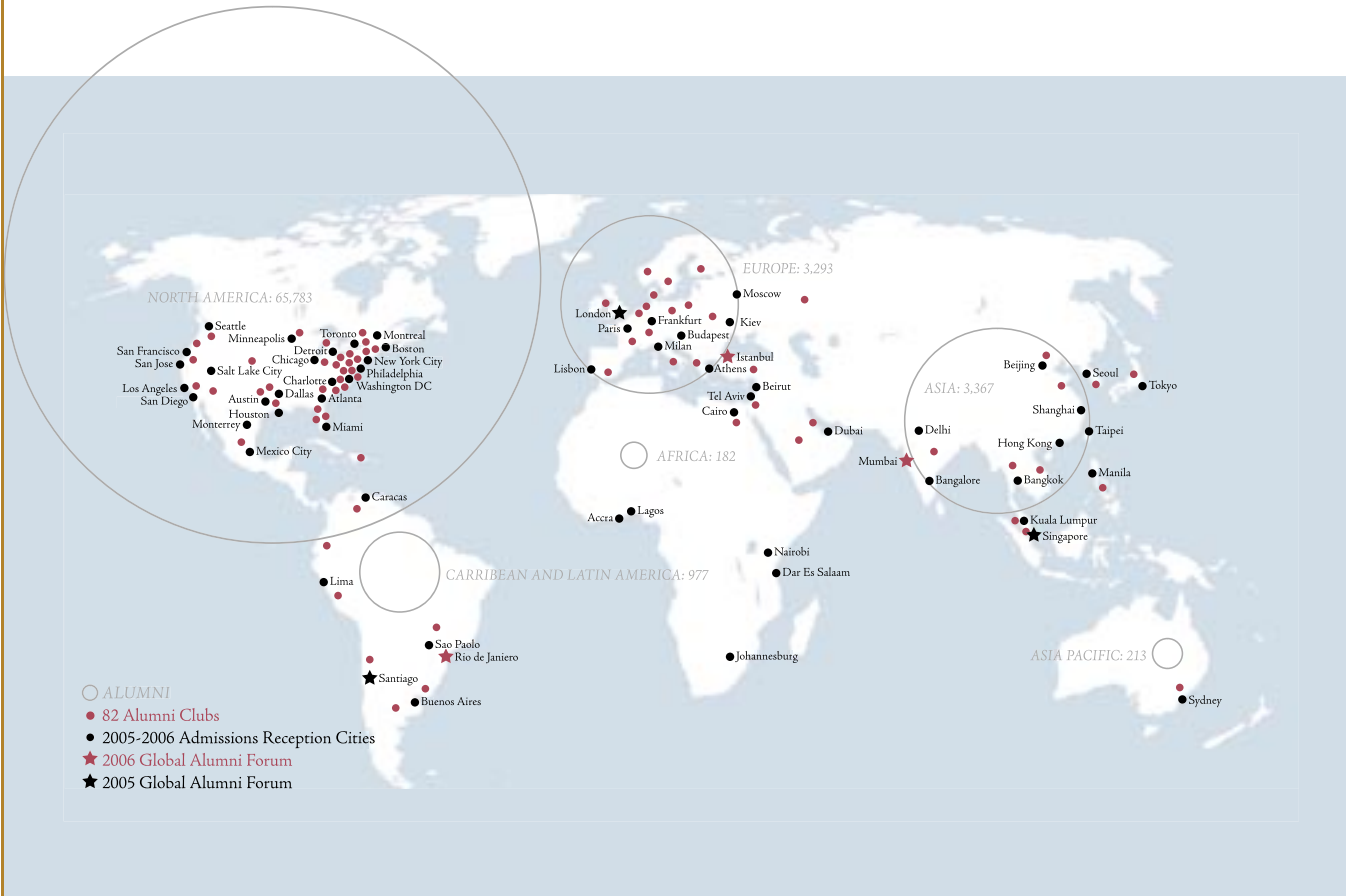 NORTH AMERICA: 65,783
Seattle
Minneapolis
Toronto
Montreal
San Francisco
Detroit
Boston
San Jose
Chicago
New York City
Salt Lake City
Philadelphia
Charlotte
Washington DC
Los Angeles
Dallas
San Diego
Austin
Atlanta
Houston
Monterrey
Miami
Mexico City
Caracas
EUROPE: 3,293
Moscow
London
Frankfurt
Kiev
Paris
Budapest
Milan
Istanbul
Lisbon
Athens
Beirut
Tel Aviv
Cairo
Dubai
AFRICA: 182
Accra
Lagos
Nairobi
Dar Es Salaam
Johannesburg
ASIA: 3,367
Beijing
Seoul
Tokyo
Shanghai
Delhi
Taipei
Hong Kong
Mumbai
Bangalore
Bangkok
Manila
Kuala Lumpur
Singapore
CARRIBEAN AND LATIN AMERICA: 977
Lima
Sao Paolo
Rio de Janiero
Santiago
Buenos Aires
ASIA PACIFIC: 213
Sydney
ALUMNI
82 Alumni Clubs
2005-2006 Admissions Reception Cities
2006 Global Alumni Forum
2005 Global Alumni Forum